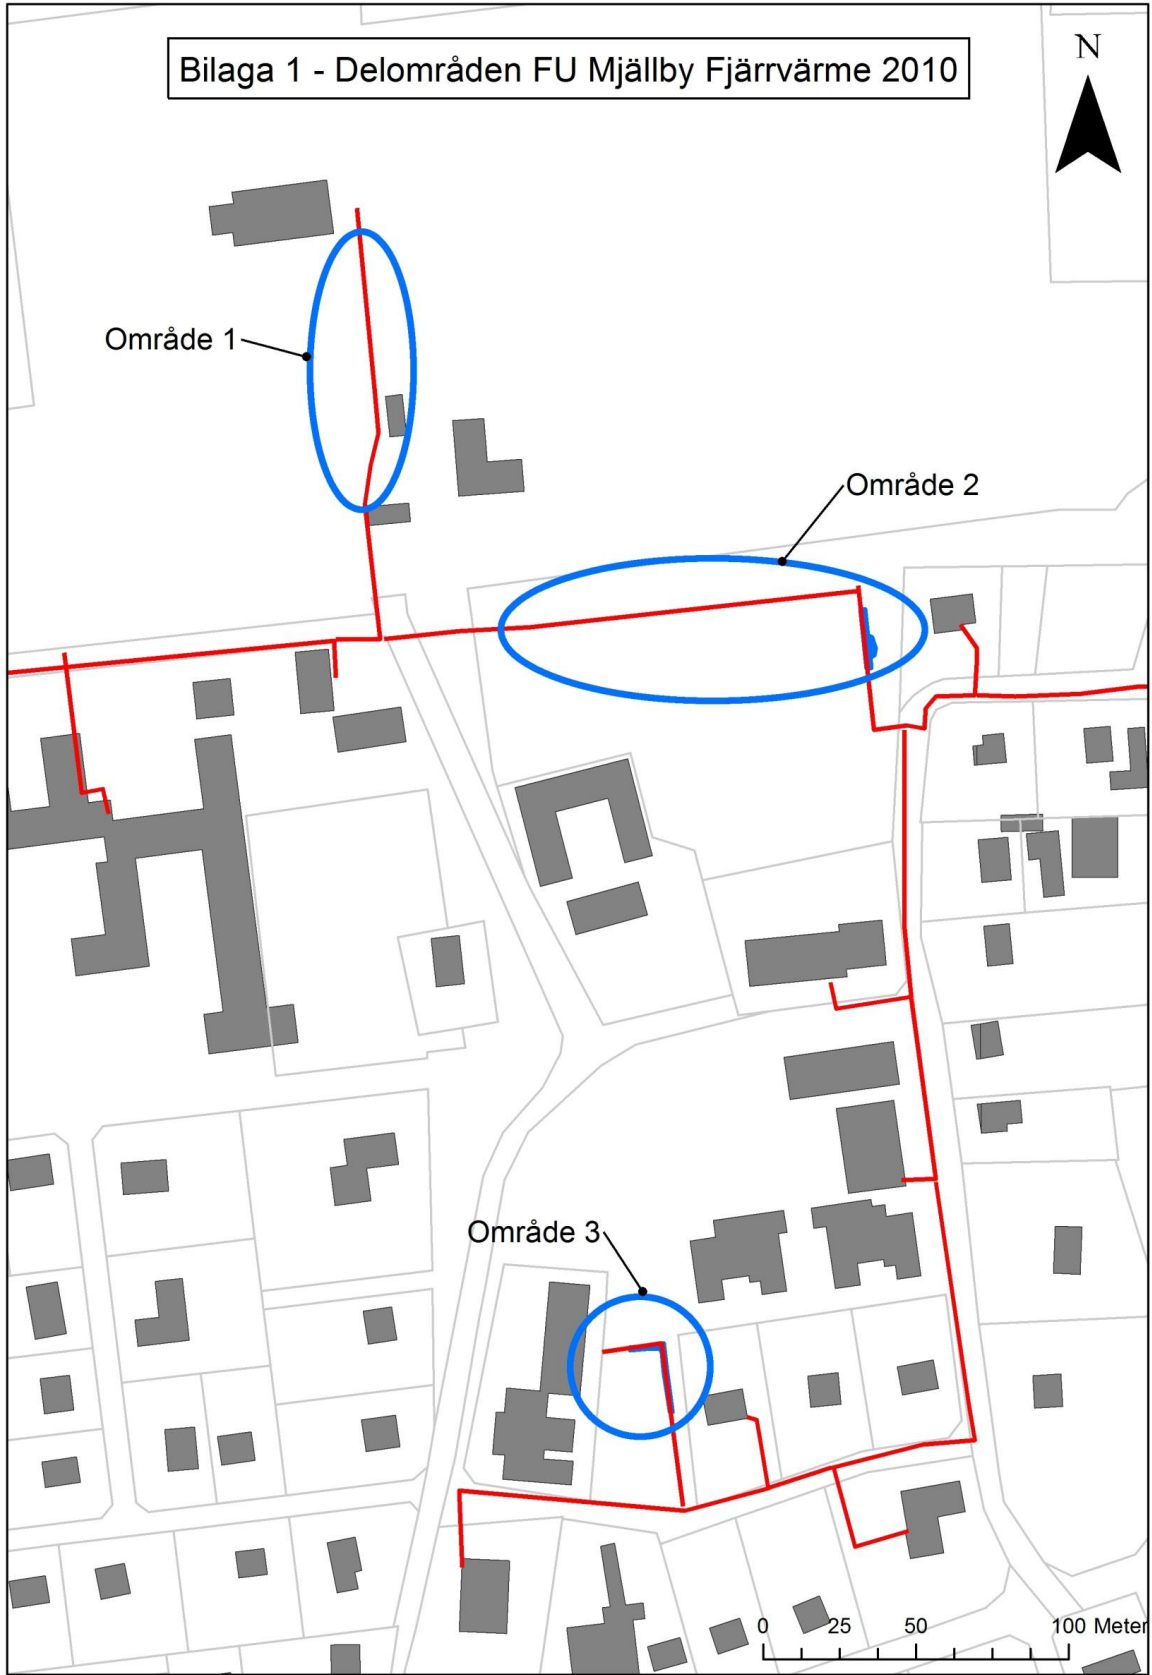 Bilaga 1 - Delområden FU Mjällby Fjärrvärme 2010
N
Område 1
Område 2
Område 3
0 25 50 100 Meter